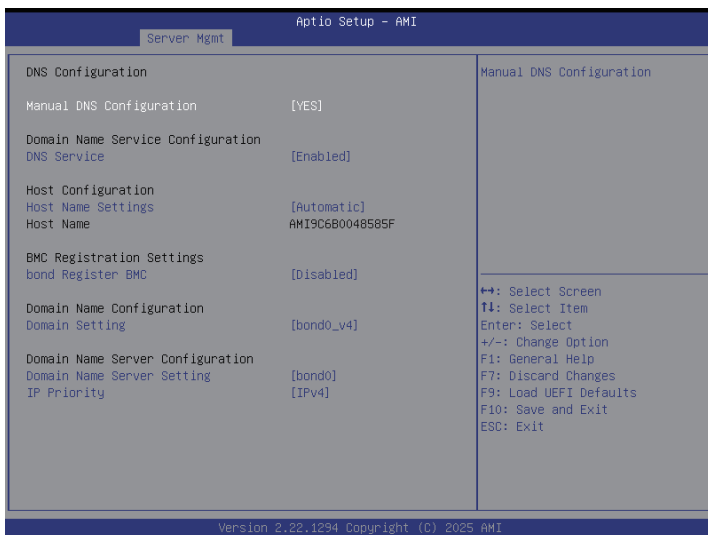 Aptio Setup – AMI
Server Mgmt
DNS Configuration
Manual DNS Configuration [YES]
Domain Name Service Configuration
DNS Service [Enabled]
Host Configuration
Host Name Settings [Automatic]
Host Name AMI9C6B0048585F
BMC Registration Settings
bond Register BMC [Disabled]
Domain Name Configuration
Domain Setting [bond0_v4]
Domain Name Server Configuration
Domain Name Server Setting [bond0]
IP Priority [IPv4]
Manual DNS Configuration
↔: Select Screen
↑↓: Select Item
Enter: Select
+/-: Change Option
F1: General Help
F7: Discard Changes
F9: Load UEFI Defaults
F10: Save and Exit
ESC: Exit
Version 2.22.1294 Copyright (C) 2025 AMI